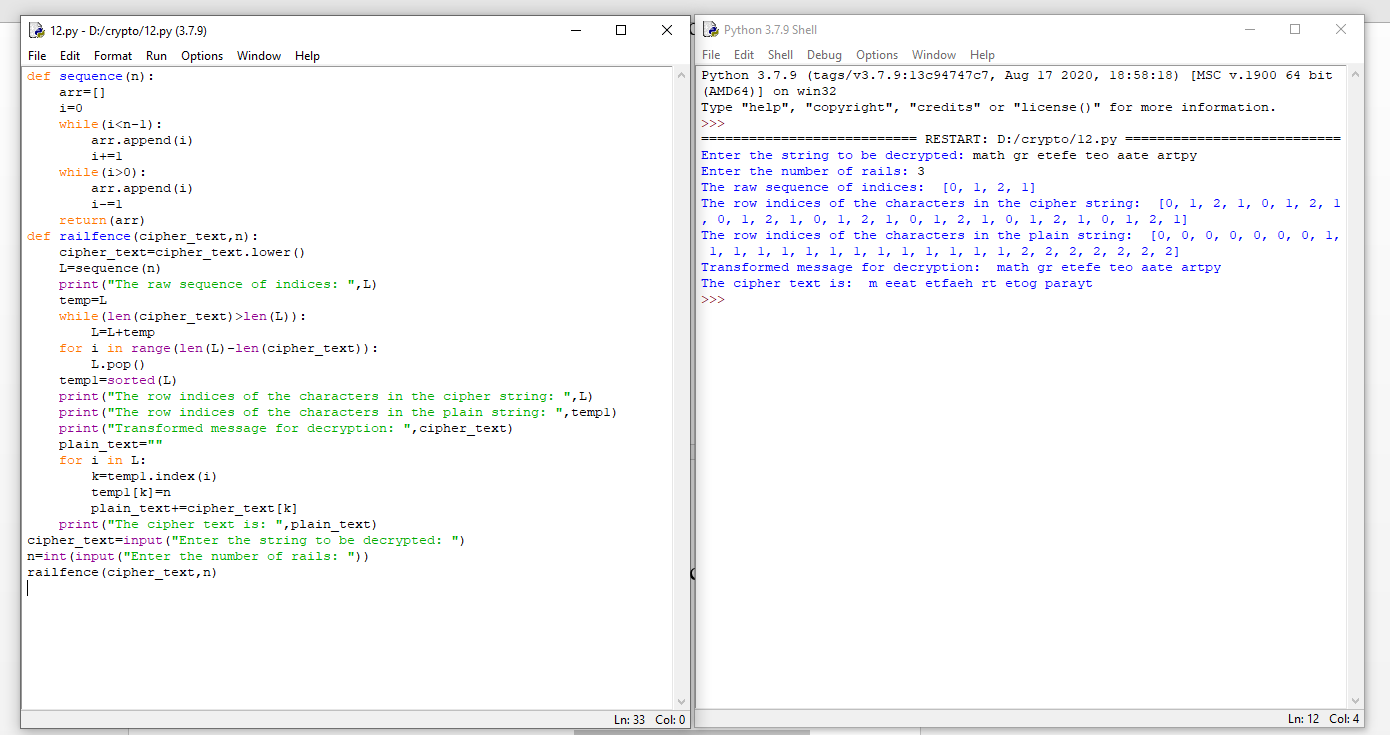 12.py - D:/crypto/12.py (3.7.9)
File Edit Format Run Options Window Help
def sequence(n):
    arr=[]
    i=0
    while(i<n-1):
        arr.append(i)
        i+=1
    while(i>0):
        arr.append(i)
        i-=1
    return(arr)
def railfence(cipher_text,n):
    cipher_text=cipher_text.lower()
    L=sequence(n)
    print("The raw sequence of indices: ",L)
    temp=L
    while(len(cipher_text)>len(L)):
        L=L+temp
    for i in range(len(L)-len(cipher_text)):
        L.pop()
    temp1=sorted(L)
    print("The row indices of the characters in the cipher string: ",L)
    print("The row indices of the characters in the plain string: ",temp1)
    print("Transformed message for decryption: ",cipher_text)
    plain_text=""
    for i in L:
        k=temp1.index(i)
        temp1[k]=n
        plain_text+=cipher_text[k]
    print("The cipher text is: ",plain_text)
cipher_text=input("Enter the string to be decrypted: ")
n=int(input("Enter the number of rails: "))
railfence(cipher_text,n)
Ln: 33 Col: 0
Python 3.7.9 Shell
File Edit Shell Debug Options Window Help
Python 3.7.9 (tags/v3.7.9:13c94747c7, Aug 17 2020, 18:58:18) [MSC v.1900 64 bit
(AMD64)] on win32
Type "help", "copyright", "credits" or "license()" for more information.
>>>
=========================== RESTART: D:/crypto/12.py ===========================
Enter the string to be decrypted: math gr etefe teo aate artpy
Enter the number of rails: 3
The raw sequence of indices:  [0, 1, 2, 1]
The row indices of the characters in the cipher string:  [0, 1, 2, 1, 0, 1, 2, 1
, 0, 1, 2, 1, 0, 1, 2, 1, 0, 1, 2, 1, 0, 1, 2, 1, 0, 1, 2, 1]
The row indices of the characters in the plain string:  [0, 0, 0, 0, 0, 0, 0, 1,
 1, 1, 1, 1, 1, 1, 1, 1, 1, 1, 1, 1, 1, 2, 2, 2, 2, 2, 2, 2]
Transformed message for decryption:  math gr etefe teo aate artpy
The cipher text is:  m eeat etfaeh rt etog parayt
>>>
Ln: 12 Col: 4